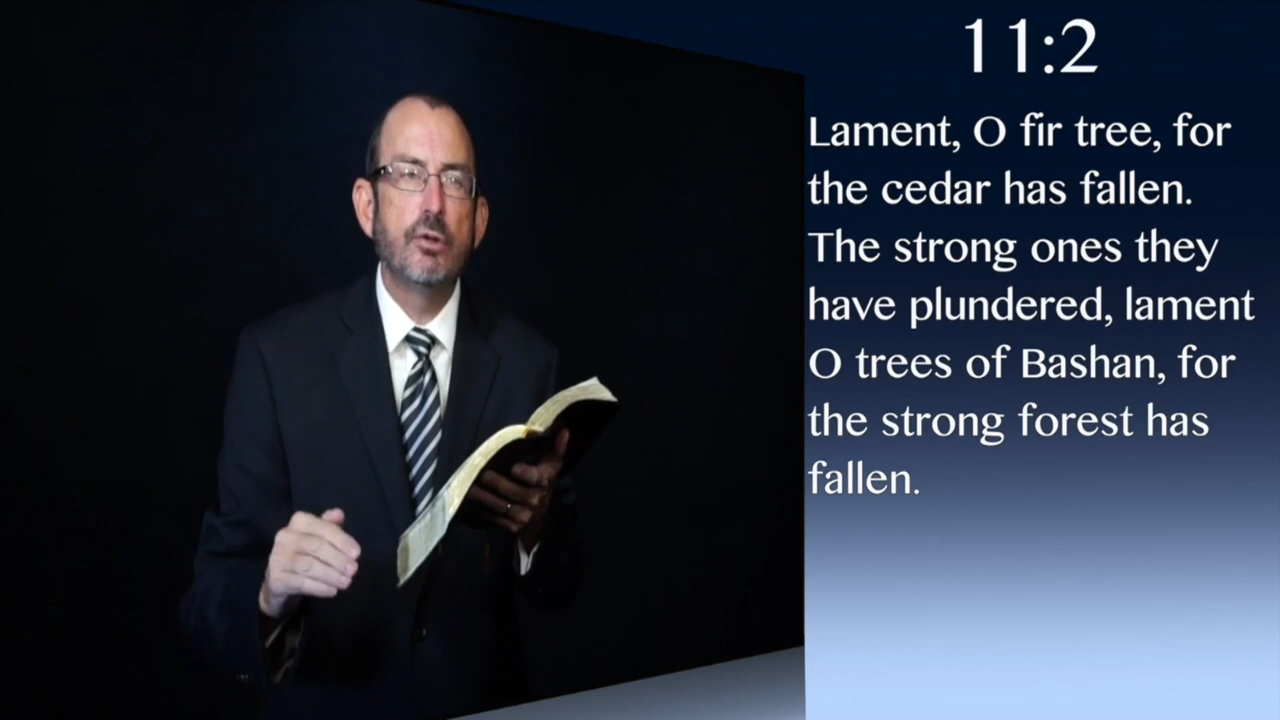 11:2
Lament, O fir tree, for
the cedar has fallen.
The strong ones they
have plundered, lament
O trees of Bashan, for
the strong forest has
fallen.